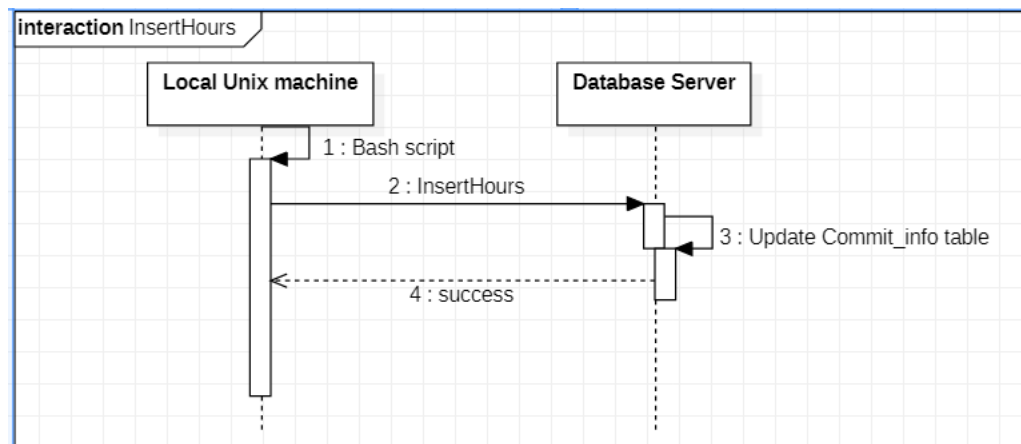 interaction InsertHours
Local Unix machine
Database Server
1 : Bash script
2 : InsertHours
3 : Update Commit_info table
4 : success